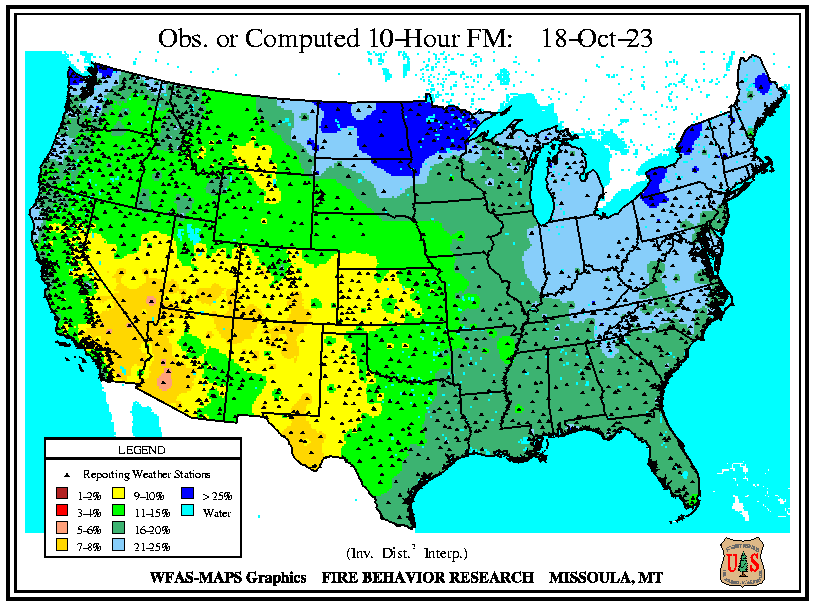 Obs. or Computed 10-Hour FM: 18-Oct-23
LEGEND
Reporting Weather Stations
1-2% 9-10% > 25%
3-4% 11-15% Water
5-6% 16-20%
7-8% 21-25%
(Inv. Dist.² Interp.)
WFAS-MAPS Graphics FIRE BEHAVIOR RESEARCH MISSOULA, MT
U S